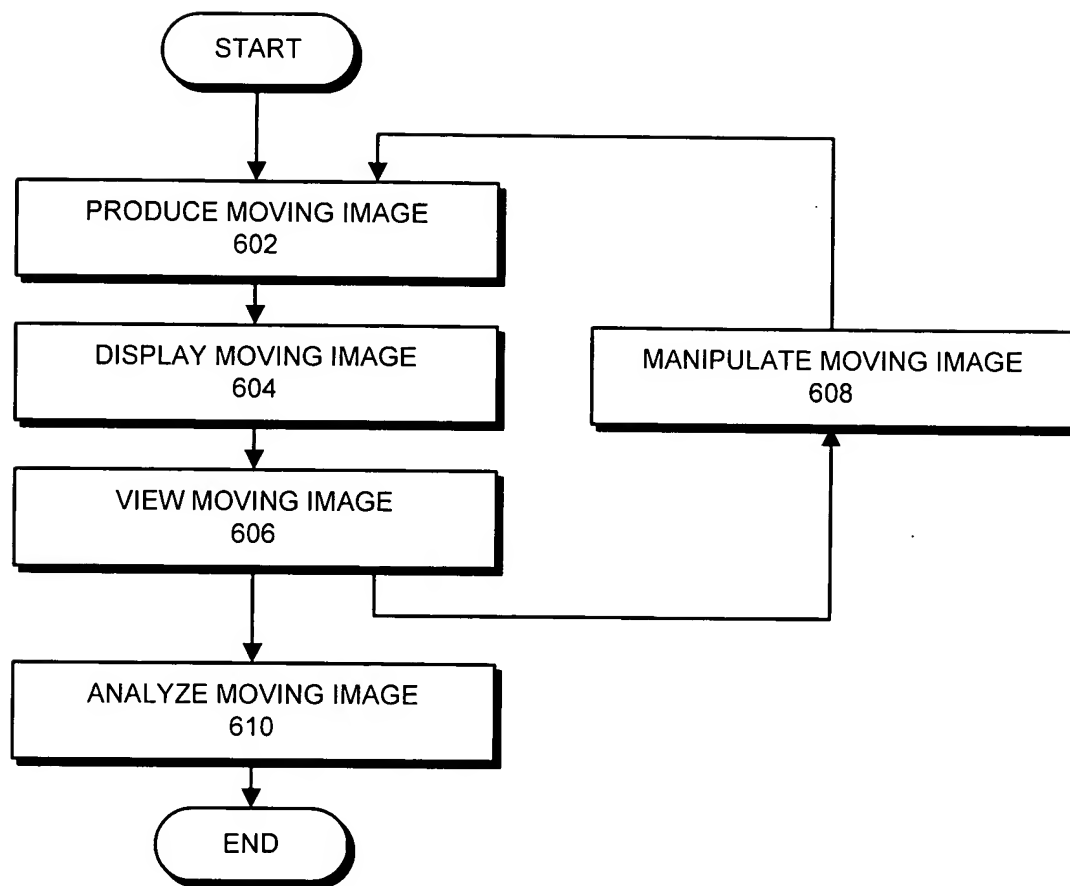 START
PRODUCE MOVING IMAGE
602
DISPLAY MOVING IMAGE
604
MANIPULATE MOVING IMAGE
608
VIEW MOVING IMAGE
606
ANALYZE MOVING IMAGE
610
END